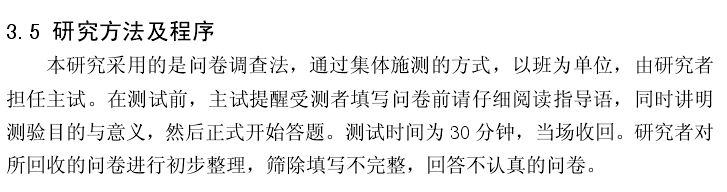 3.5 研究方法及程序
本研究采用的是问卷调查法，通过集体施测的方式，以班为单位，由研究者
担任主试。在测试前，主试提醒受测者填写问卷前请仔细阅读指导语，同时讲明
测验目的与意义，然后正式开始答题。测试时间为 30 分钟，当场收回。研究者对
所回收的问卷进行初步整理，筛除填写不完整，回答不认真的问卷。